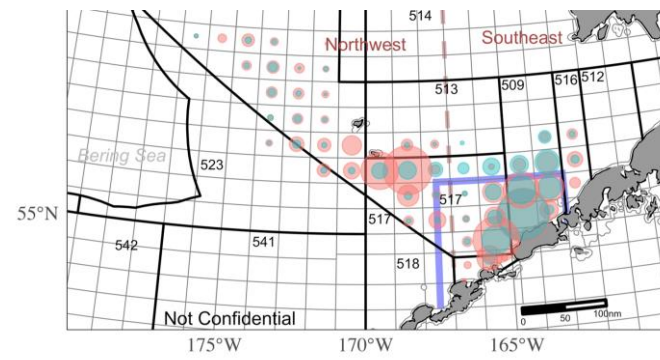 514
Northwest
Southeast
513
509
516
512
Bering Sea
523
517
517
55°N
542
541
518
Not Confidential
0
50
100nm
175°W
170°W
165°W